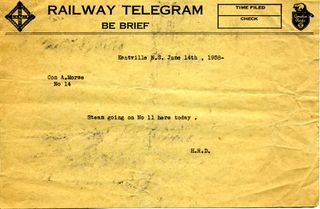 RAILWAY TELEGRAM
BE BRIEF
TIME FILED
CHECK
Kentville N.S. June 14th , 1958-
Con A.Morse
No 14
Steam going on No 11 here today .
H.R.D.